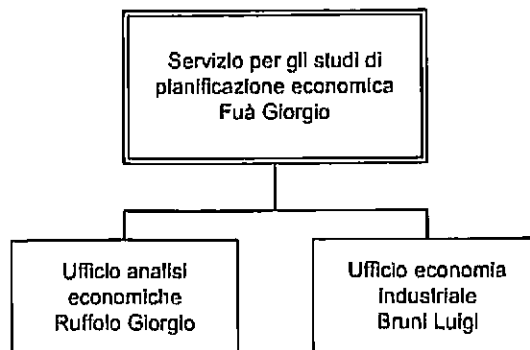 Servizio per gli studi di
pianificazione economica
Fuà Giorgio
Ufficio analisi
economiche
Ruffolo Giorgio
Ufficio economia
industriale
Bruni Luigi